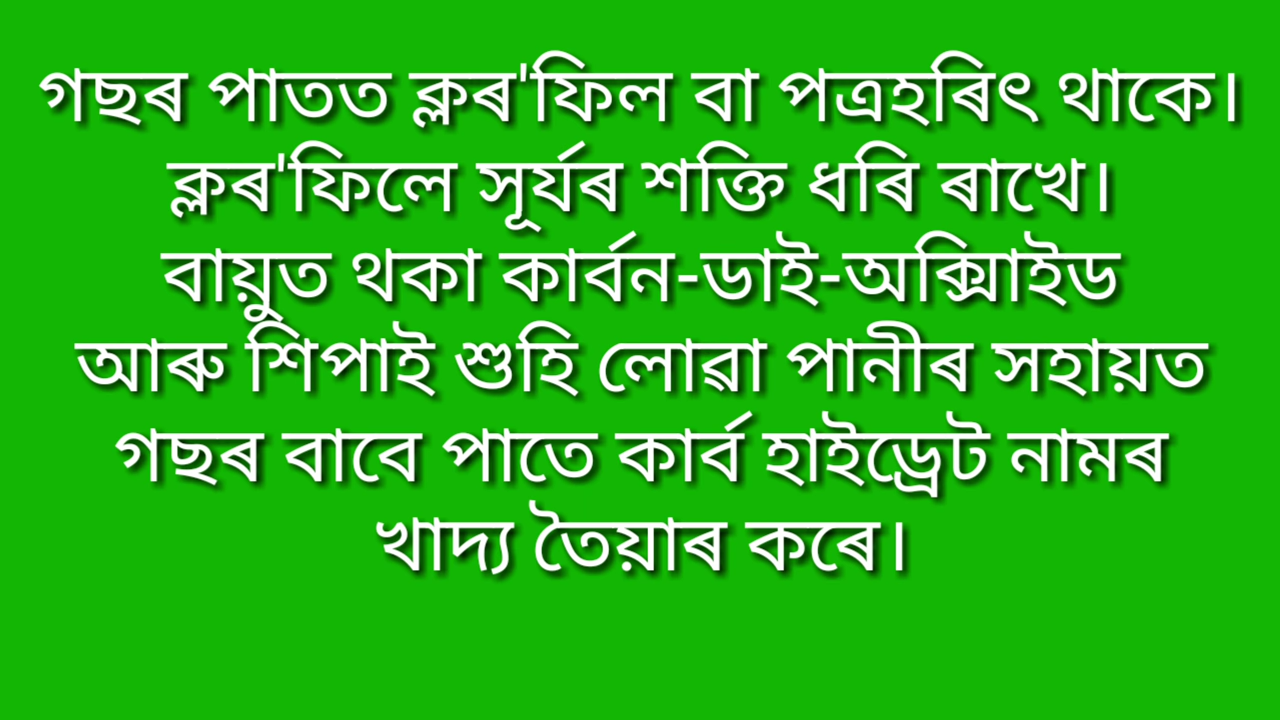 গছৰ পাতত ক্লৰ'ফিল বা পত্ৰহৰিৎ থাকে।
ক্লৰ'ফিলে সূৰ্যৰ শক্তি ধৰি ৰাখে।
বায়ুত থকা কাৰ্বন-ডাই-অক্সাইড
আৰু শিপাই শুহি লোৱা পানীৰ সহায়ত
গছৰ বাবে পাতে কাৰ্ব হাইড্ৰেট নামৰ
খাদ্য তৈয়াৰ কৰে।